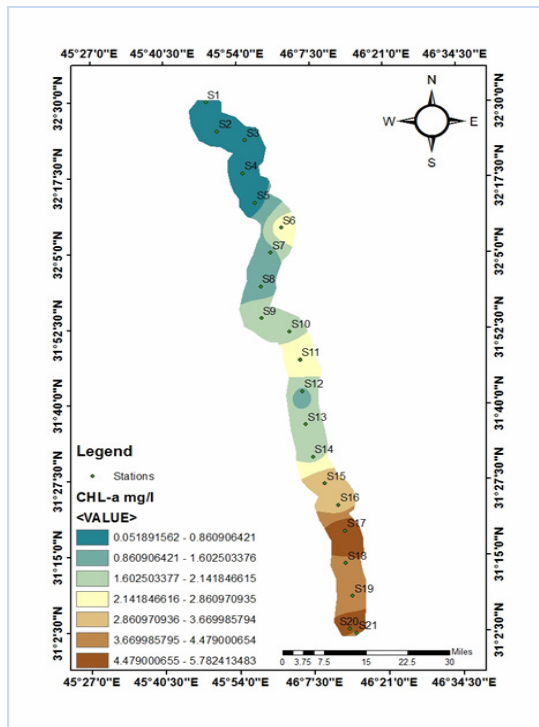 45°27'0"E 45°40'30"E 45°54'0"E 46°7'30"E 46°21'0"E 46°34'30"E
N
W E
S
32°30'0"N 32°30'0"N
32°17'30"N 32°17'30"N
32°5'0"N 32°5'0"N
31°52'30"N 31°52'30"N
31°40'0"N 31°40'0"N
31°27'30"N 31°27'30"N
31°15'0"N 31°15'0"N
31°2'30"N 31°2'30"N
S1
S2
S3
S4
S5
S6
S7
S8
S9
S10
S11
S12
S13
S14
S15
S16
S17
S18
S19
S20
S21
Legend
Stations
CHL-a mg/l
<VALUE>
0.051891562 - 0.860906421
0.860906421 - 1.602503376
1.602503377 - 2.141846615
2.141846616 - 2.860970935
2.860970936 - 3.669985794
3.669985795 - 4.479000654
4.479000655 - 5.782413483
Miles
0 3.75 7.5 15 22.5 30
45°27'0"E 45°40'30"E 45°54'0"E 46°7'30"E 46°21'0"E 46°34'30"E